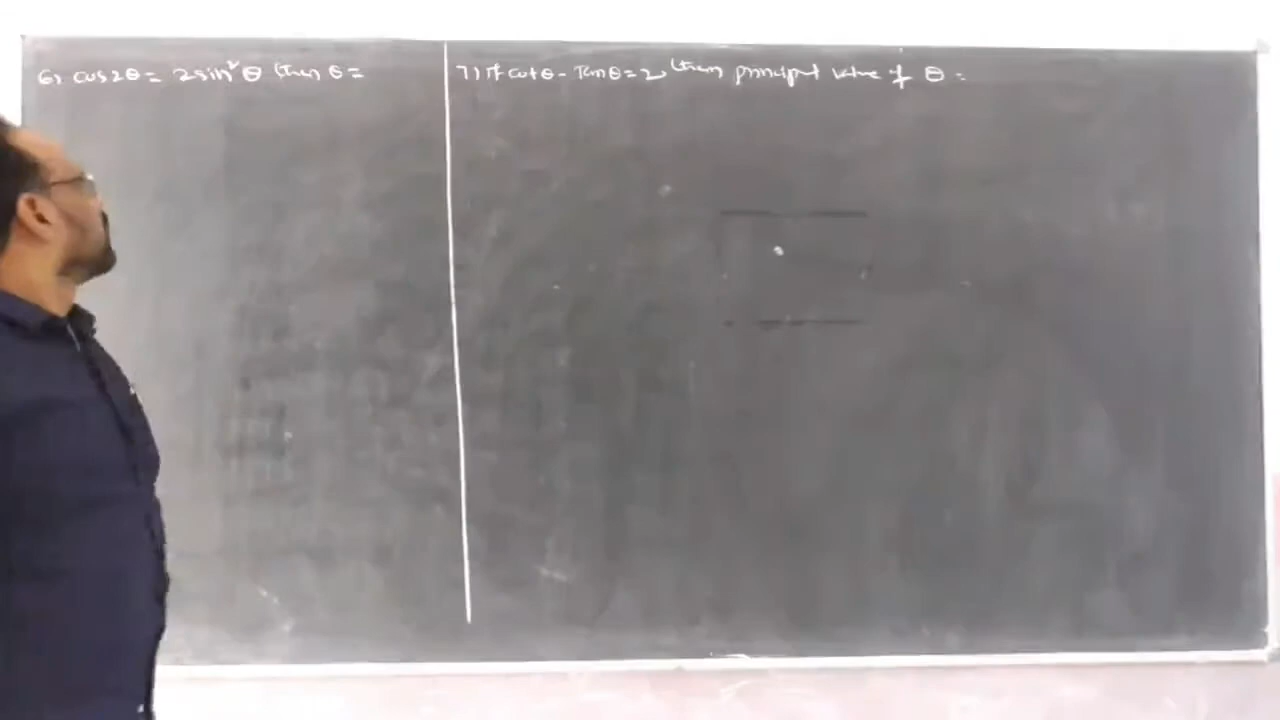 6) cos2θ = 2sin²θ then θ =
7) If cotθ - Tanθ = 2, then principal value of θ =